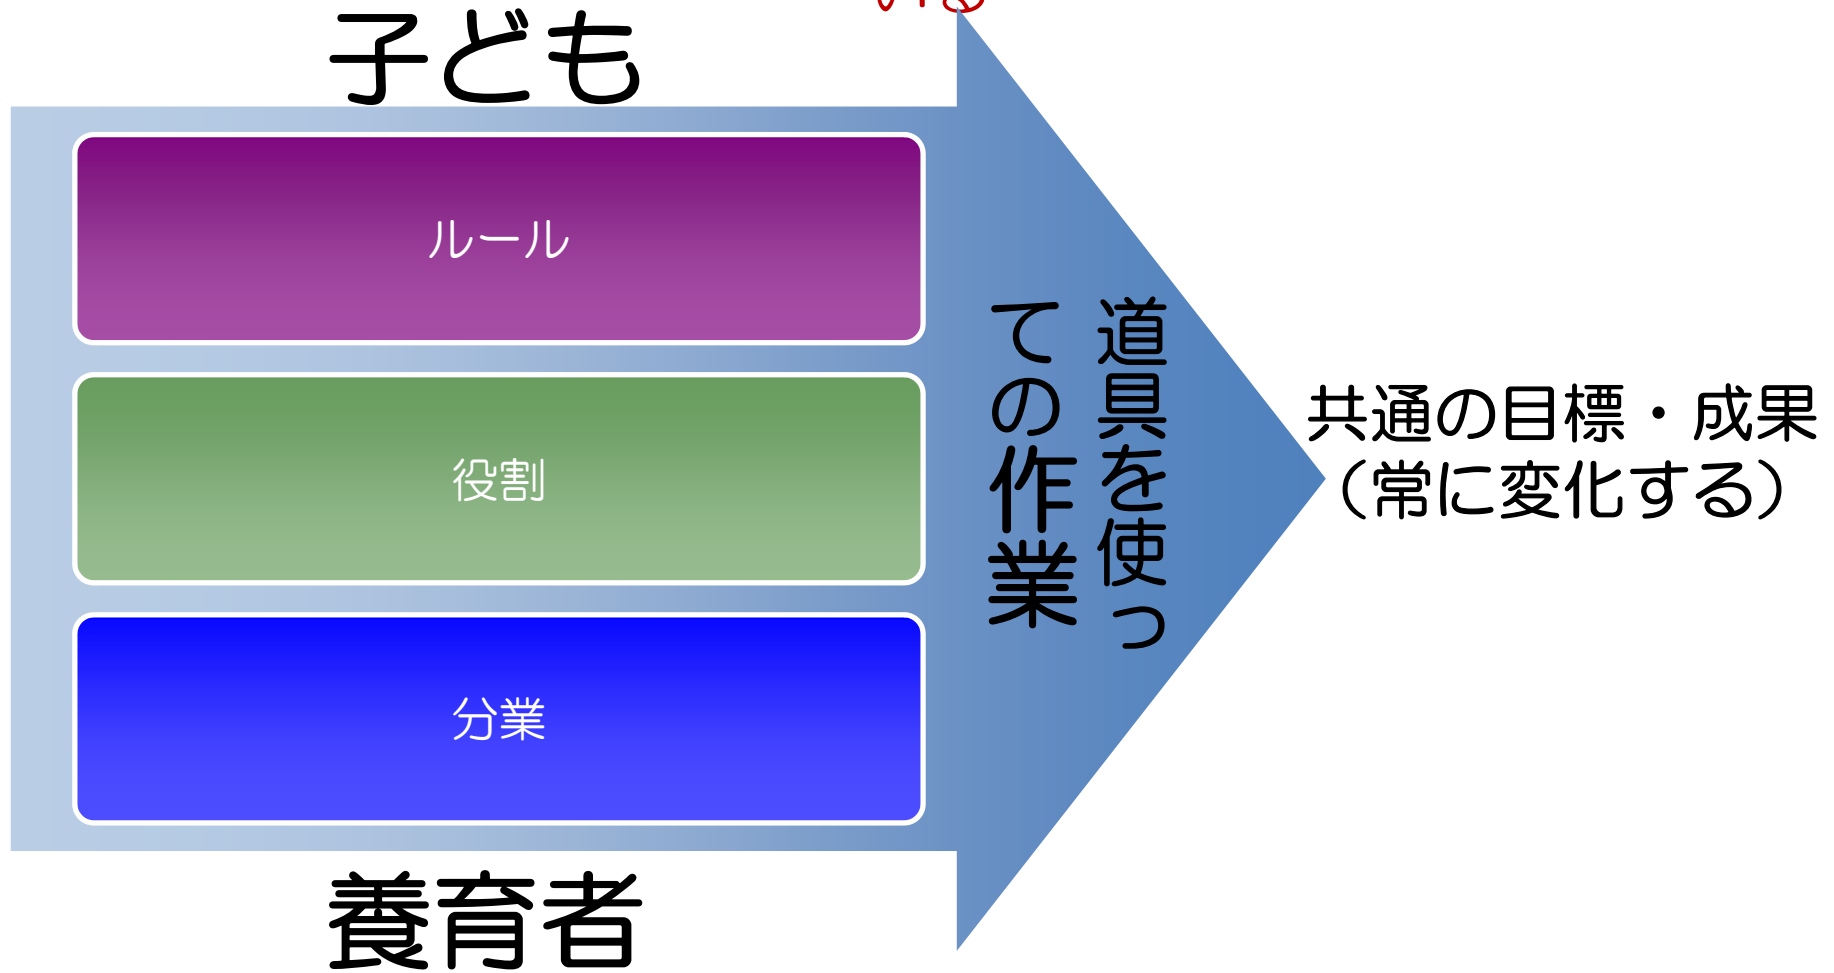 子ども
ルール
役割
分業
養育者
道具を使っ
ての作業
共通の目標・成果
（常に変化する）